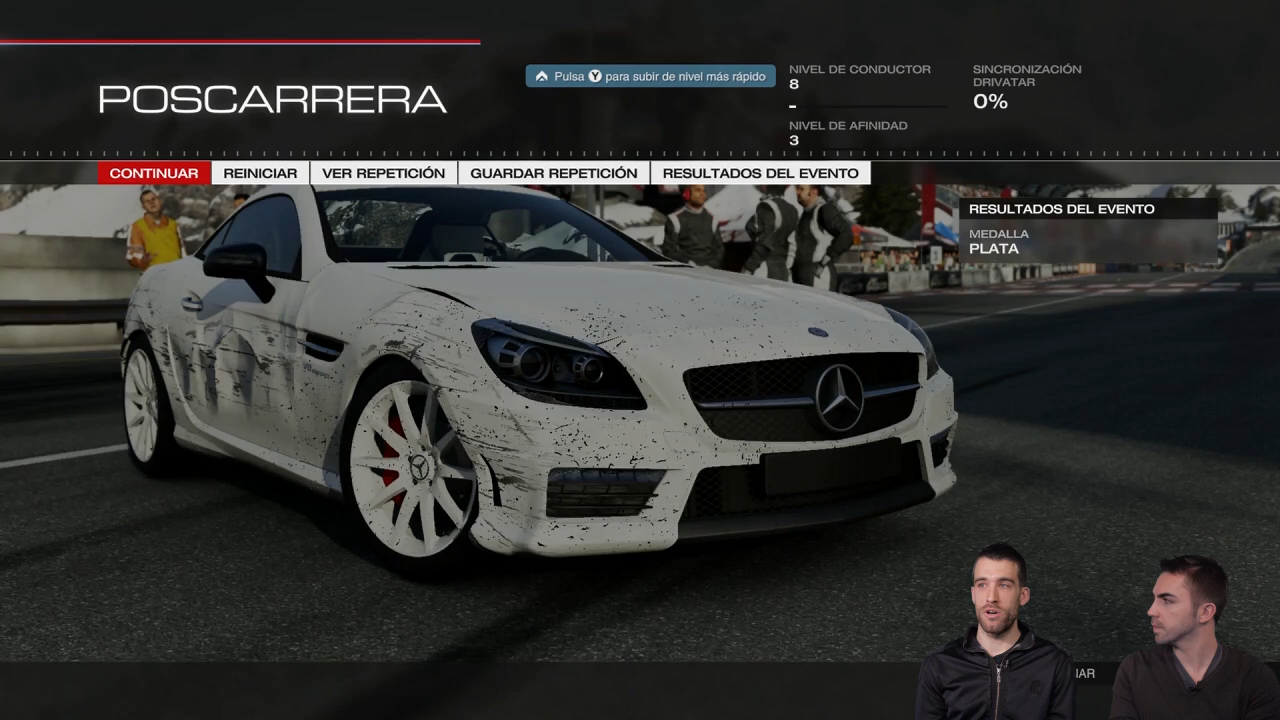 POSCARRERA
Pulsa Y para subir de nivel más rápido
NIVEL DE CONDUCTOR
8
-
NIVEL DE AFINIDAD
3
SINCRONIZACIÓN
DRIVATAR
0%
CONTINUAR REINICIAR VER REPETICIÓN GUARDAR REPETICIÓN RESULTADOS DEL EVENTO
RESULTADOS DEL EVENTO
MEDALLA
PLATA
IAR